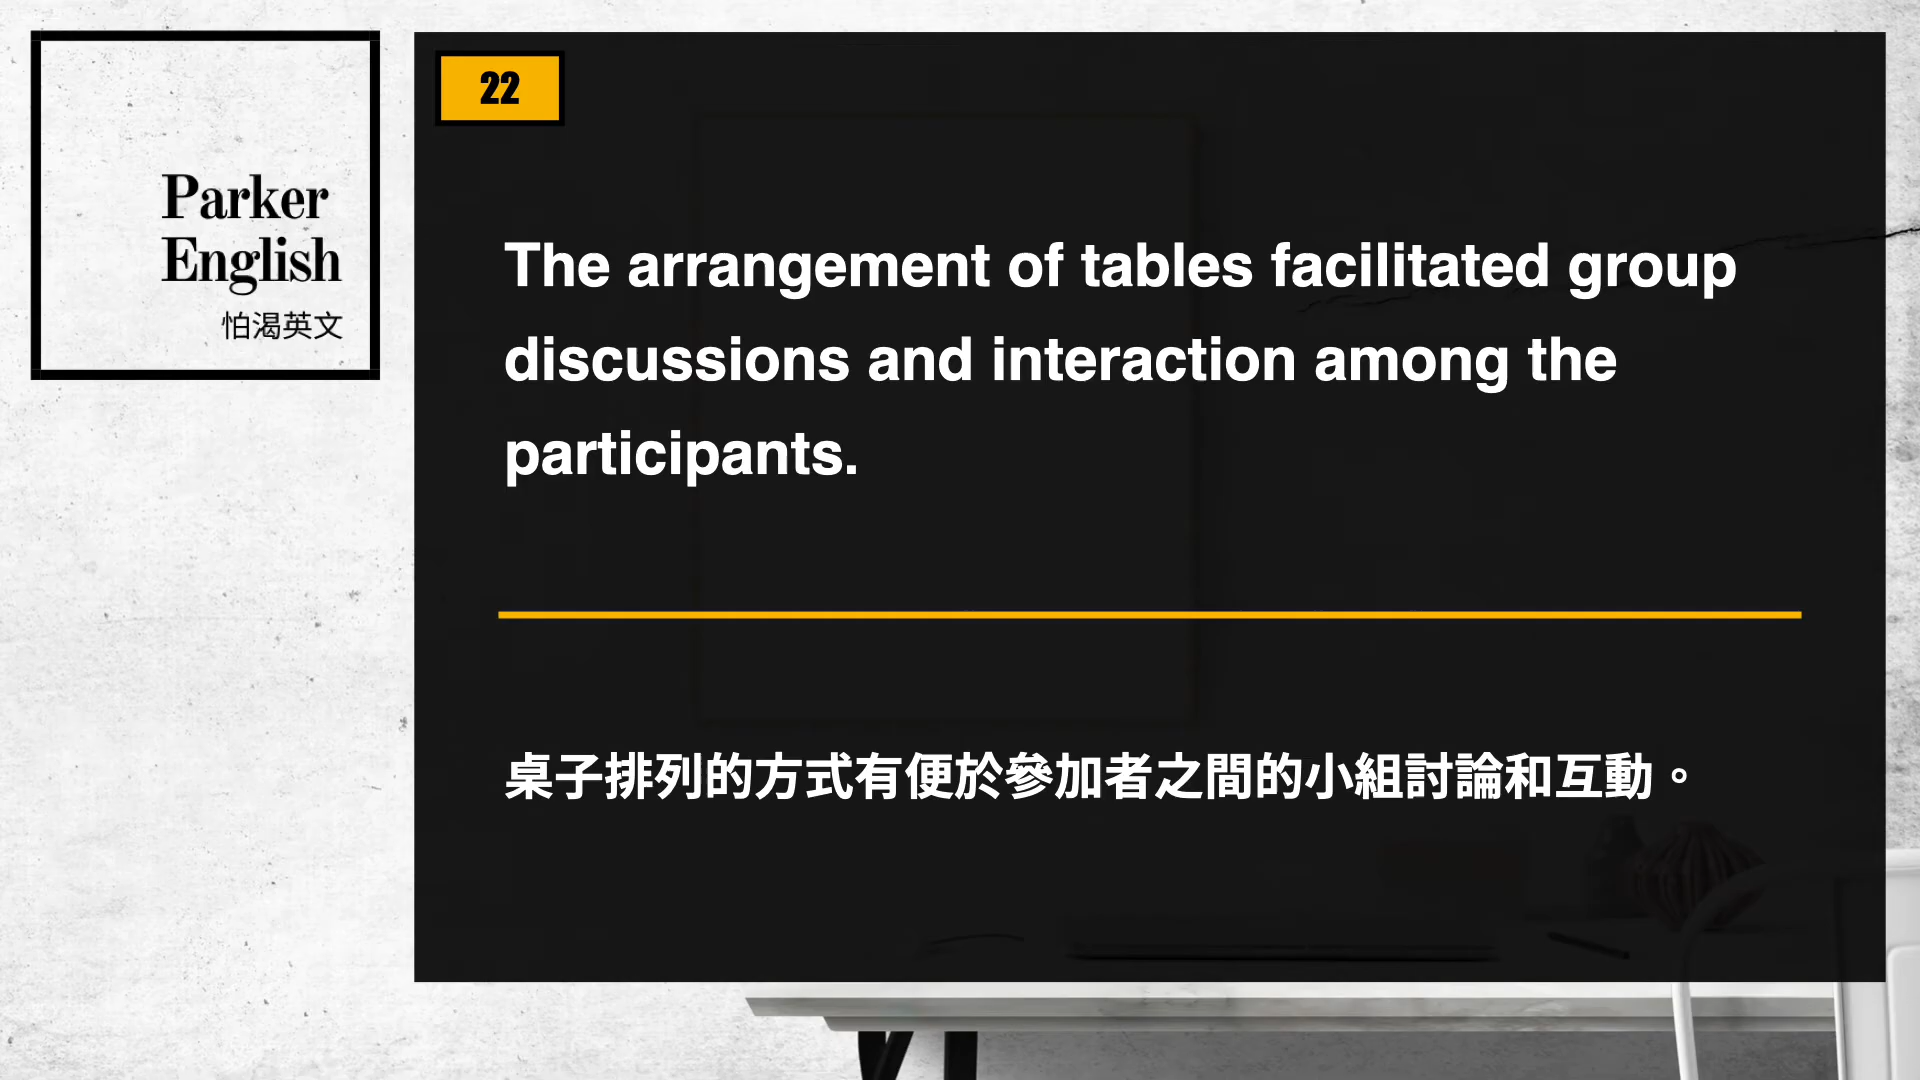 Parker
English
怕渴英文
22
The arrangement of tables facilitated group
discussions and interaction among the
participants.
桌子排列的方式有便於參加者之間的小組討論和互動。